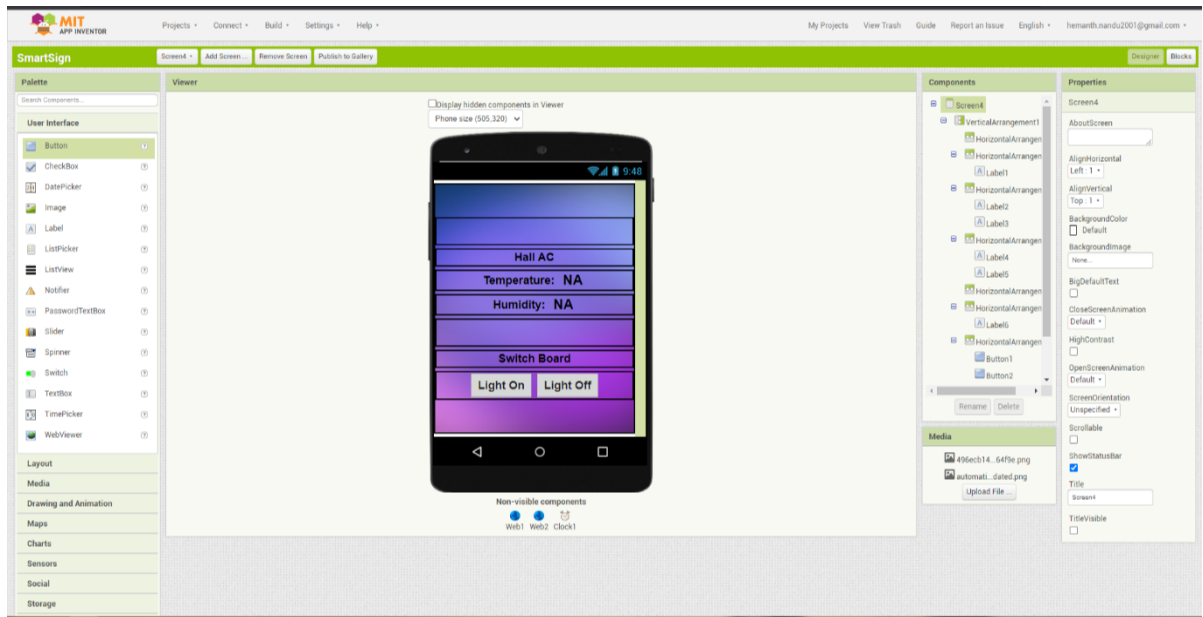 MIT
APP INVENTOR
Projects Connect Build Settings Help
My Projects View Trash Guide Report an Issue English hemanth.nandu2001@gmail.com
SmartSign
Screen4 Add Screen ... Remove Screen Publish to Gallery
Designer Blocks
Palette
Search Components...
User Interface
Button
CheckBox
DatePicker
Image
Label
ListPicker
ListView
Notifier
PasswordTextBox
Slider
Spinner
Switch
TextBox
TimePicker
WebViewer
Layout
Media
Drawing and Animation
Maps
Charts
Sensors
Social
Storage
Viewer
Display hidden components in Viewer
Phone size (505,320)
9:48
Hall AC
Temperature: NA
Humidity: NA
Switch Board
Light On Light Off
Non-visible components
Web1 Web2 Clock1
Components
Screen4
VerticalArrangement1
HorizontalArrangen
HorizontalArrangen
Label1
HorizontalArrangen
Label2
Label3
HorizontalArrangen
Label4
Label5
HorizontalArrangen
HorizontalArrangen
Label6
HorizontalArrangen
Button1
Button2
Rename Delete
Media
496ecb14...64f9e.png
automati...dated.png
Upload File ...
Properties
Screen4
AboutScreen
AlignHorizontal
Left : 1
AlignVertical
Top : 1
BackgroundColor
Default
BackgroundImage
None...
BigDefaultText
CloseScreenAnimation
Default
HighContrast
OpenScreenAnimation
Default
ScreenOrientation
Unspecified
Scrollable
ShowStatusBar
Title
Screen4
TitleVisible